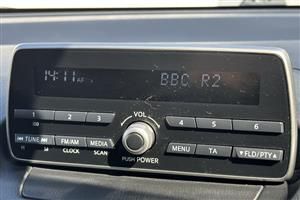 14:11 AF BBC R2
VOL
1 2 3 4 5 6
TUNE FM/AM MEDIA MENU TA FLD/PTY
CLOCK SCAN PUSH POWER